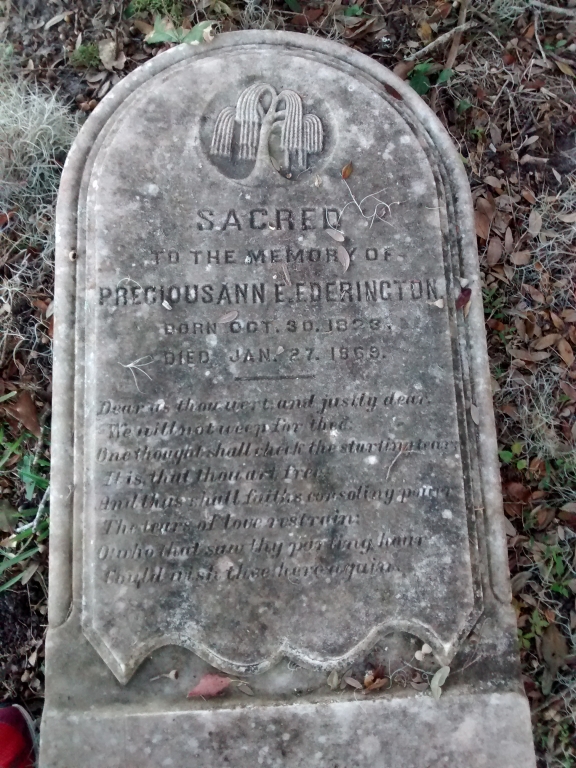 SACRED
TO THE MEMORY OF
PRECIOUSANN E. EDERINGTON
BORN OCT. 30. 1828.
DIED JAN. 27. 1869.
Dear as thou wert, and justly dear,
We will not weep for thee.
One thought shall check the starting tear,
It is, that thou art free.
And thus shall faith's consoling power
The tears of love restrain;
O who that saw thy parting hour
Could wish thee here again.